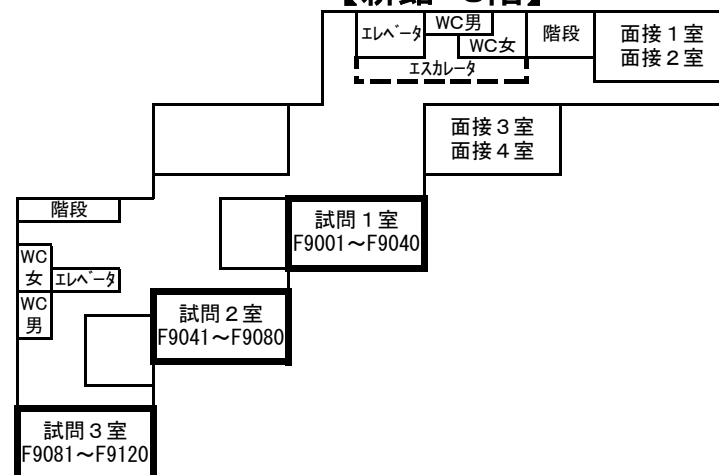 エレベータ
WC男
WC女
階段
面接１室
面接２室
エスカレータ
面接３室
面接４室
階段
試問１室
F9001～F9040
WC
女
エレベータ
WC
男
試問２室
F9041～F9080
試問３室
F9081～F9120